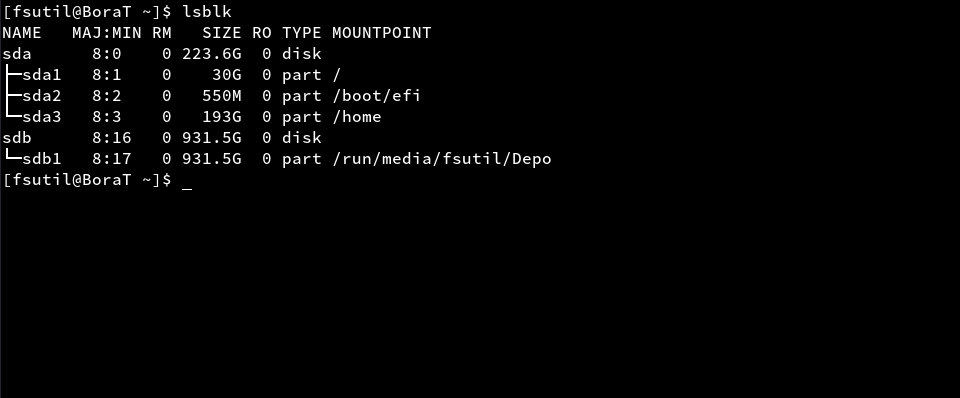 [fsutil@BoraT ~]$ lsblk
NAME   MAJ:MIN RM   SIZE RO TYPE MOUNTPOINT
sda      8:0    0 223.6G  0 disk
├─sda1   8:1    0    30G  0 part /
├─sda2   8:2    0   550M  0 part /boot/efi
└─sda3   8:3    0   193G  0 part /home
sdb      8:16   0 931.5G  0 disk
└─sdb1   8:17   0 931.5G  0 part /run/media/fsutil/Depo
[fsutil@BoraT ~]$ _